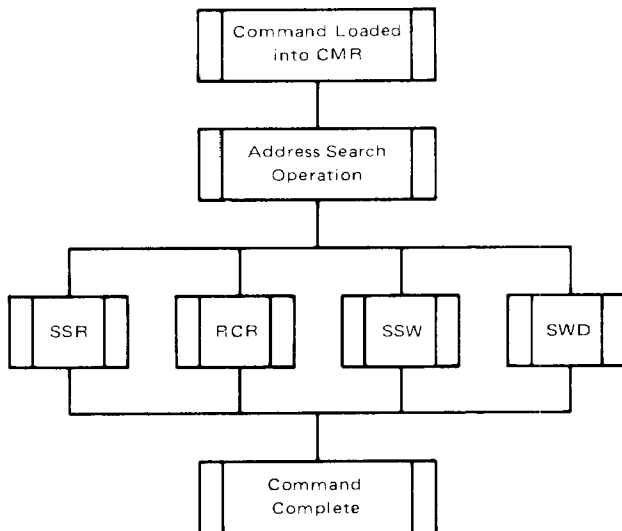 Command Loaded
into CMR
Address Search
Operation
SSR
RCR
SSW
SWD
Command
Complete